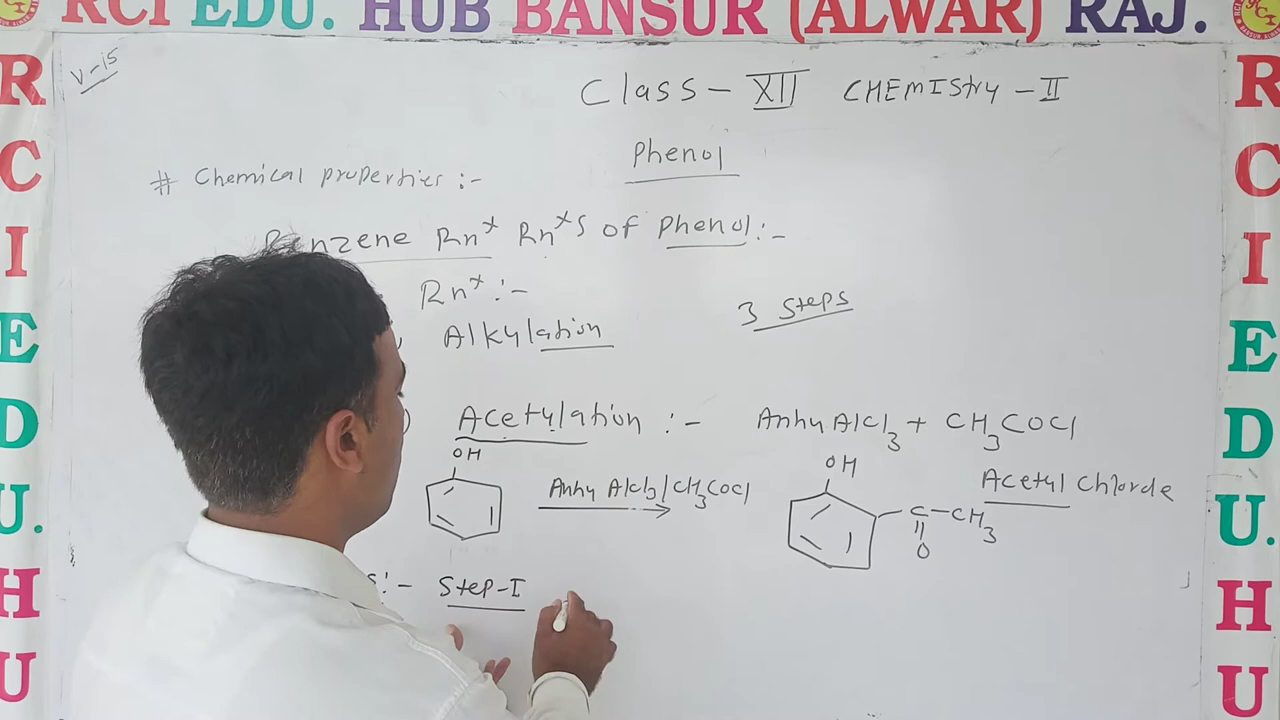 RCI EDU. HUB BANSUR (ALWAR) RAJ.
V-15
Class - XII CHEMIStry - II
Phenol
# Chemical properties :-
Benzene Rnˣ RnˣS of Phenol :-
Rnˣ :-
3 Steps
Alkylation
) Acetylation :- Anhy AlCl₃ + CH₃COCl
Acetyl Chlorde
OH
Anhy AlCl₃/CH₃COCl
OH
C-CH₃
O
S:- Step-I
R
C
I
E
D
U.
H
U
R
C
I
E
D
U.
H
U